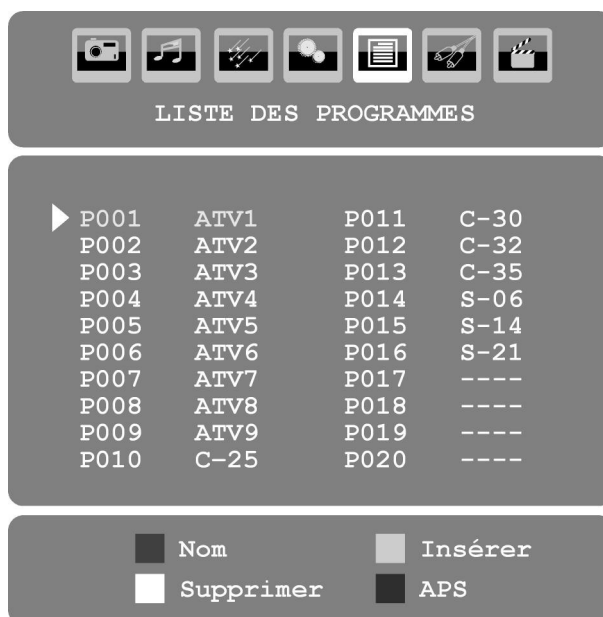 LISTE DES PROGRAMMES
P001 ATV1 P011 C-30
P002 ATV2 P012 C-32
P003 ATV3 P013 C-35
P004 ATV4 P014 S-06
P005 ATV5 P015 S-14
P006 ATV6 P016 S-21
P007 ATV7 P017 ----
P008 ATV8 P018 ----
P009 ATV9 P019 ----
P010 C-25 P020 ----
Nom Insérer
Supprimer APS